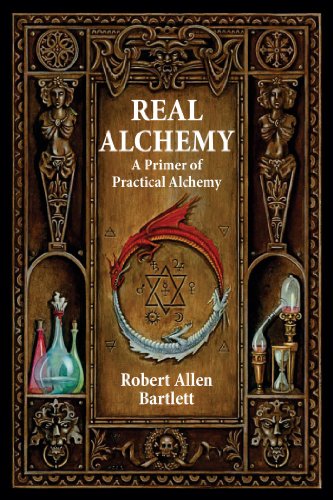 REAL
ALCHEMY
A Primer of
Practical Alchemy
Robert Allen
Bartlett